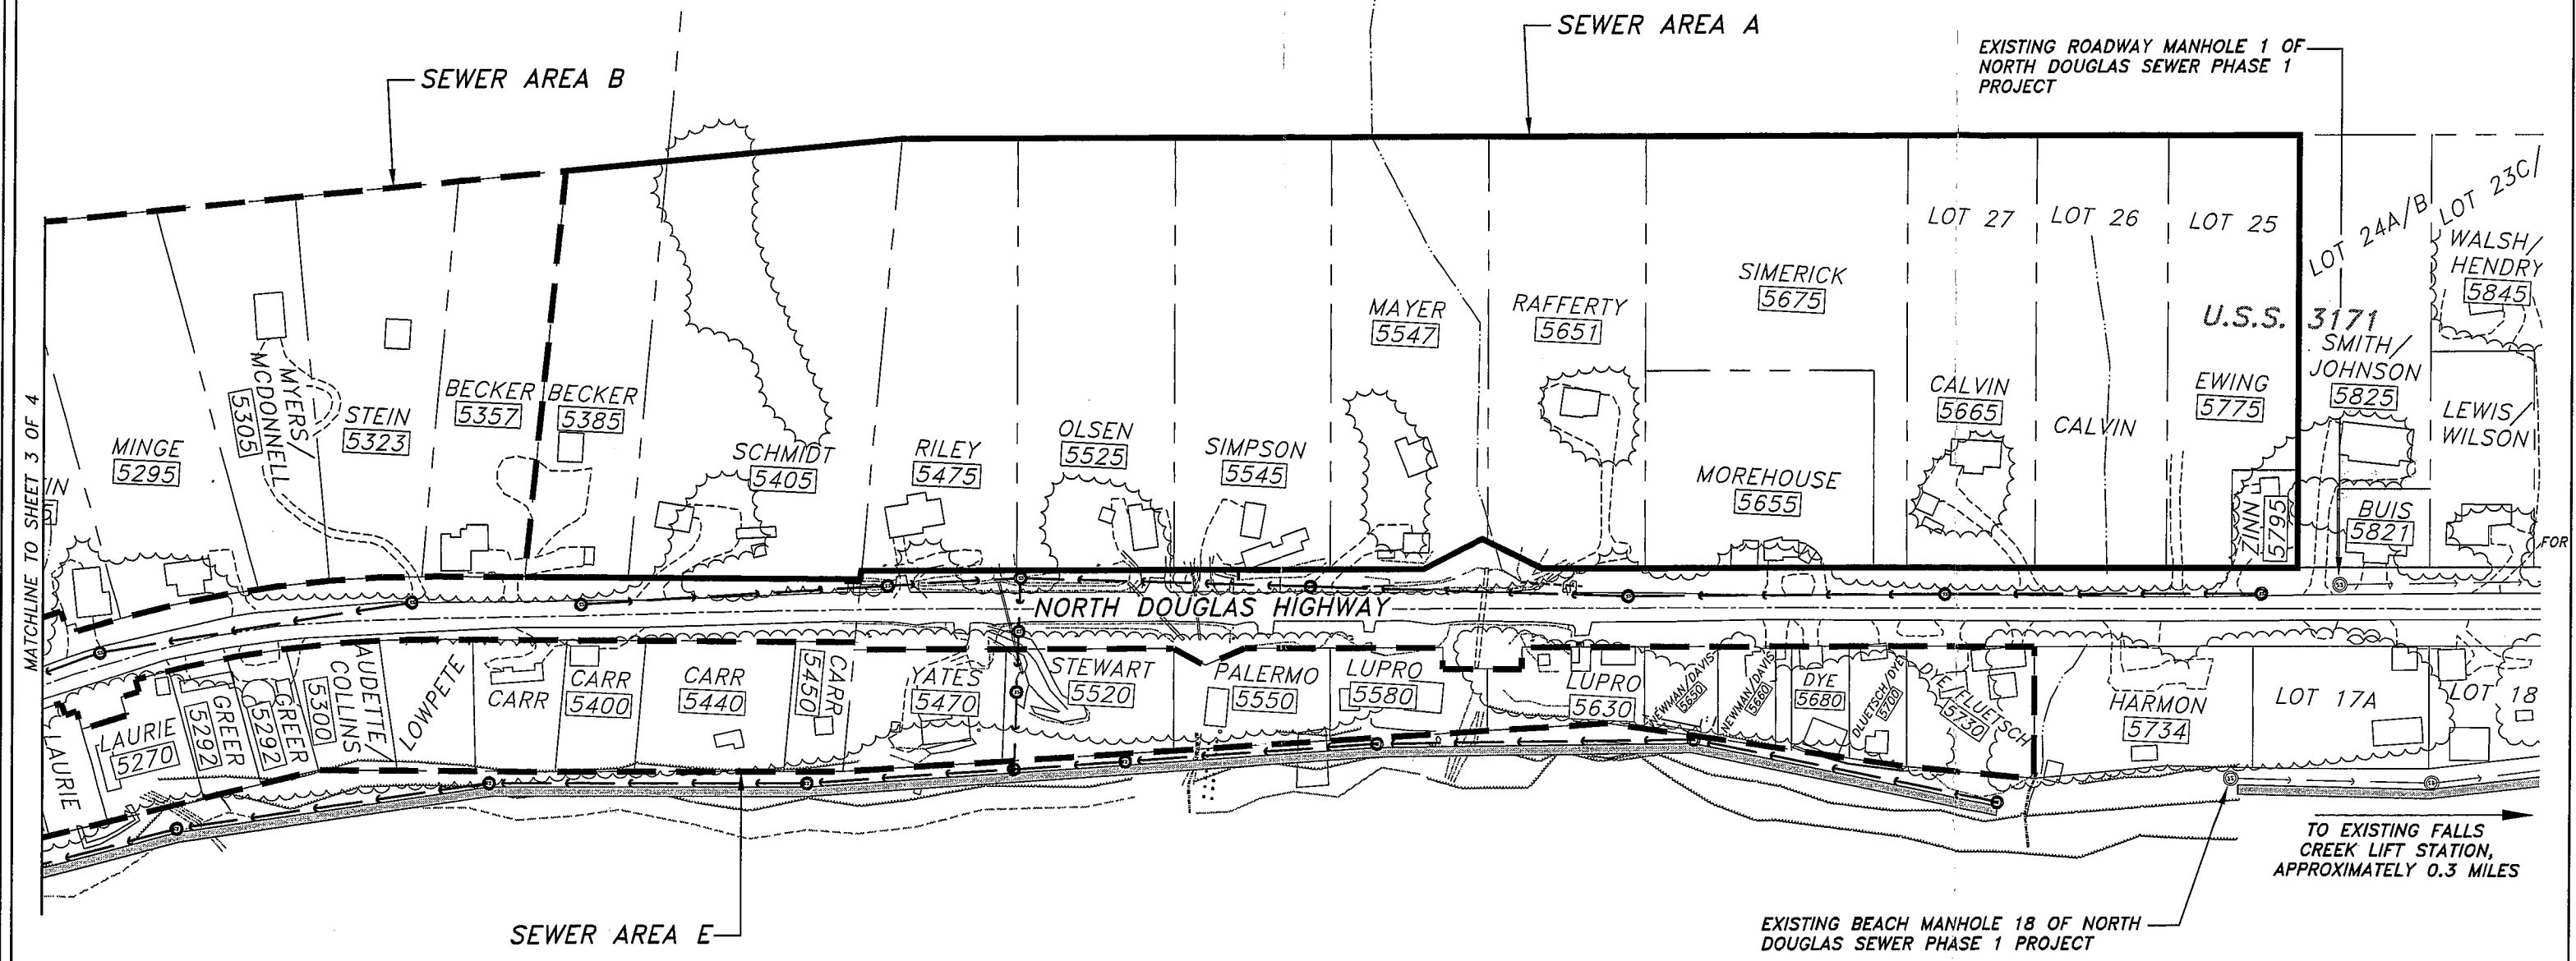 SEWER AREA B
SEWER AREA A
EXISTING ROADWAY MANHOLE 1 OF
NORTH DOUGLAS SEWER PHASE 1
PROJECT
MATCHLINE TO SHEET 3 OF 4
IN
MINGE
5295
MYERS/
MCDONNELL
5305
STEIN
5323
BECKER
5357
BECKER
5385
SCHMIDT
5405
RILEY
5475
OLSEN
5525
SIMPSON
5545
MAYER
5547
RAFFERTY
5651
SIMERICK
5675
MOREHOUSE
5655
LOT 27
CALVIN
5665
LOT 26
CALVIN
LOT 25
U.S.S. 3171
EWING
5775
ZINN
5795
LOT 24A/B
SMITH/
JOHNSON
5825
BUIS
5821
LOT 23C/
WALSH/
HENDRY
5845
LEWIS/
WILSON
FOR
NORTH DOUGLAS HIGHWAY
LAURIE
LAURIE
5270
GREER
5292
GREER
5292
AUDETTE/
COLLINS
5300
LOWPETE
CARR
CARR
5400
CARR
5440
CARR
5450
YATES
5470
STEWART
5520
PALERMO
5550
LUPRO
5580
LUPRO
5630
NEWMAN/DAVIS
5650
NEWMAN/DAVIS
5660
DYE
5680
DLUETSCH/DYE
5700
DYE/FLUETSCH
5730
HARMON
5734
LOT 17A
LOT 18
TO EXISTING FALLS
CREEK LIFT STATION,
APPROXIMATELY 0.3 MILES
SEWER AREA E
EXISTING BEACH MANHOLE 18 OF NORTH
DOUGLAS SEWER PHASE 1 PROJECT